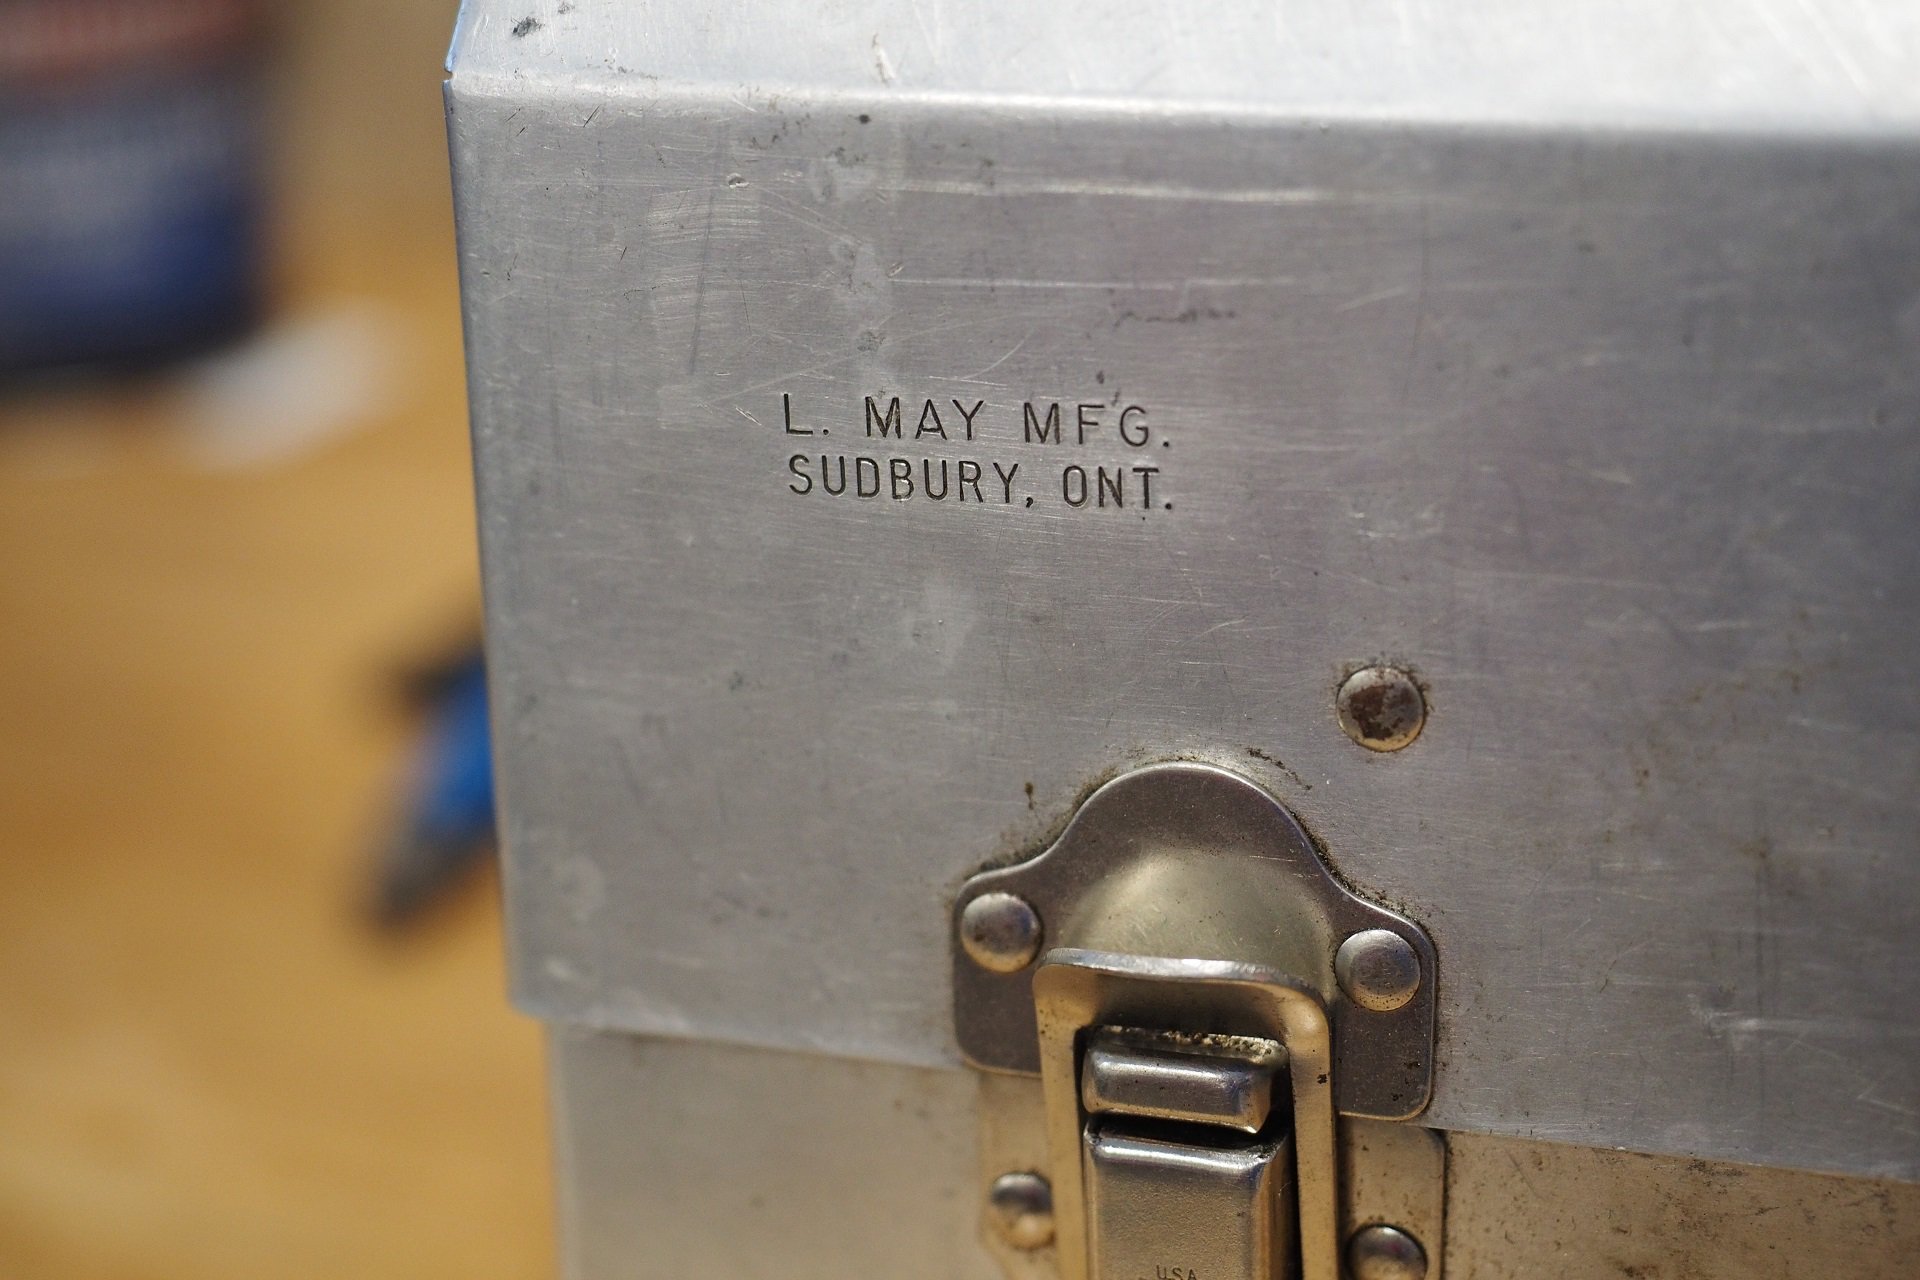 L. MAY MFG.
SUDBURY, ONT.
USA